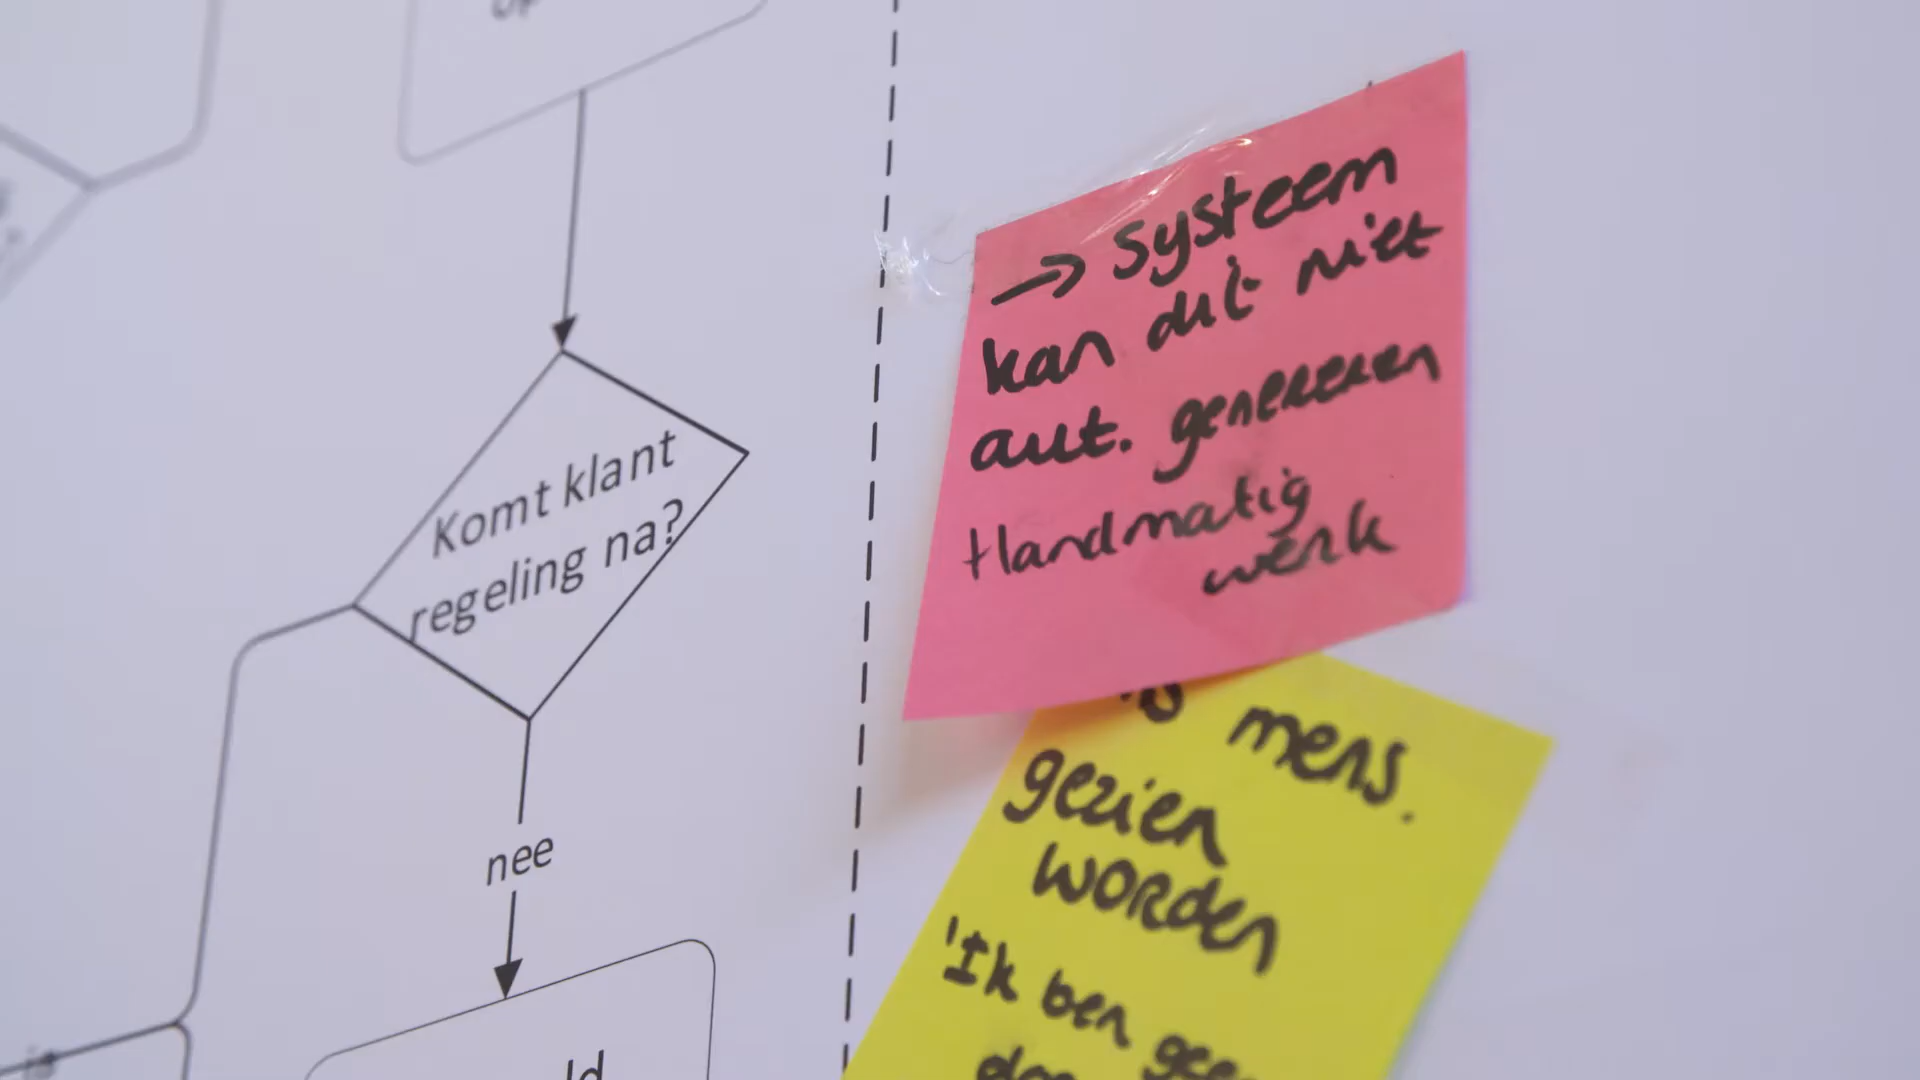 Komt klant
regeling na?
nee
→ Systeem
kan dit niet
aut. genereren
Handmatig
werk
mens.
gezien
worden
'Ik ben